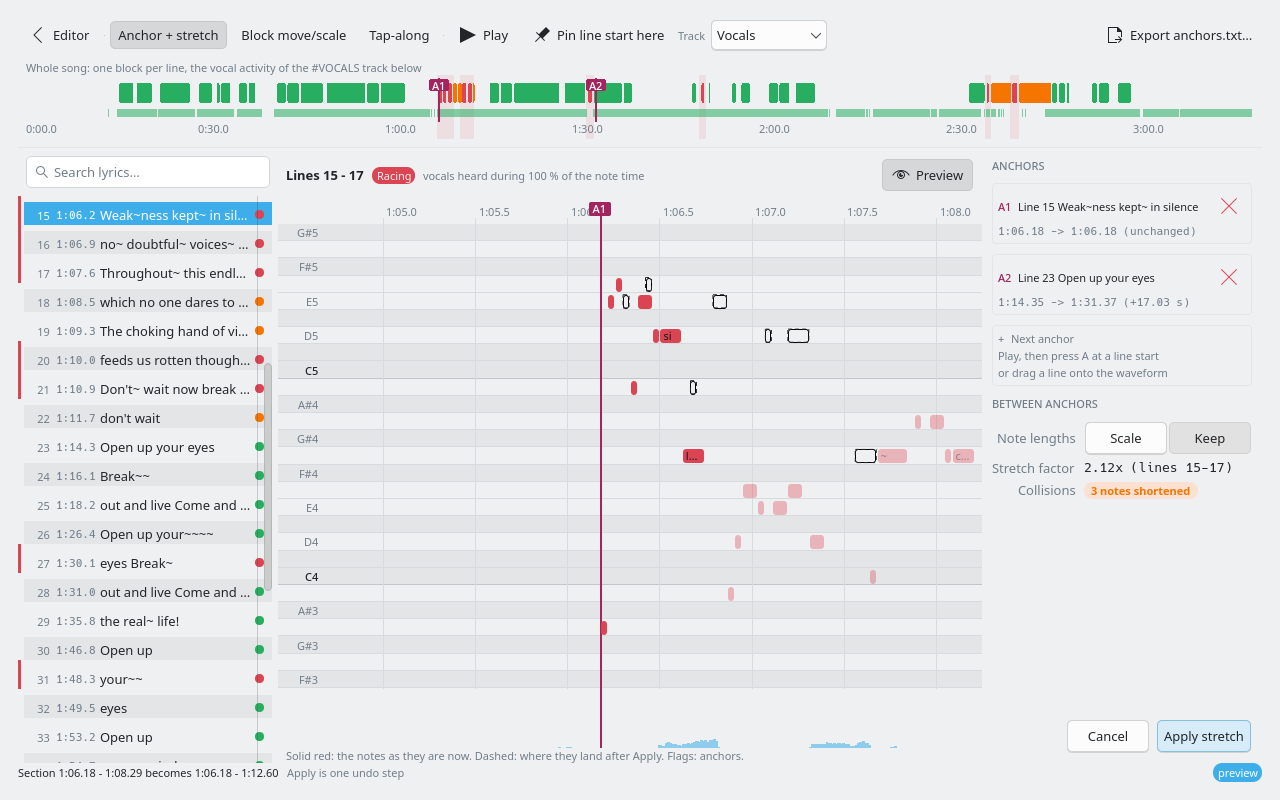 Editor
Anchor + stretch
Block move/scale
Tap-along
Play
Pin line start here
Track
Vocals
Export anchors.txt...
Whole song: one block per line, the vocal activity of the #VOCALS track below
A1
A2
0:00.0
0:30.0
1:00.0
1:30.0
2:00.0
2:30.0
3:00.0
Search lyrics...
15 1:06.2 Weak~ness kept~ in sil...
16 1:06.9 no~ doubtful~ voices~ ...
17 1:07.6 Throughout~ this endl...
18 1:08.5 which no one dares to ...
19 1:09.3 The choking hand of vi...
20 1:10.0 feeds us rotten though...
21 1:10.9 Don't~ wait now break ...
22 1:11.7 don't wait
23 1:14.3 Open up your eyes
24 1:16.1 Break~~
25 1:18.2 out and live Come and ...
26 1:26.4 Open up your~~~~
27 1:30.1 eyes Break~
28 1:31.0 out and live Come and ...
29 1:35.8 the real~ life!
30 1:46.8 Open up
31 1:48.3 your~~
32 1:49.5 eyes
33 1:53.2 Open up
Section 1:06.18 - 1:08.29 becomes 1:06.18 - 1:12.60
Lines 15 - 17
Racing
vocals heard during 100 % of the note time
Preview
1:05.0
1:05.5
A1
1:06.5
1:07.0
1:07.5
1:08.0
G#5
F#5
E5
D5
si
C5
A#4
G#4
l...
~
c...
F#4
E4
D4
C4
A#3
G#3
F#3
Solid red: the notes as they are now. Dashed: where they land after Apply. Flags: anchors.
Apply is one undo step
ANCHORS
A1 Line 15 Weak~ness kept~ in silence
1:06.18 -> 1:06.18 (unchanged)
A2 Line 23 Open up your eyes
1:14.35 -> 1:31.37 (+17.03 s)
+ Next anchor
Play, then press A at a line start
or drag a line onto the waveform
BETWEEN ANCHORS
Note lengths
Scale
Keep
Stretch factor 2.12x (lines 15-17)
Collisions 3 notes shortened
Cancel
Apply stretch
preview